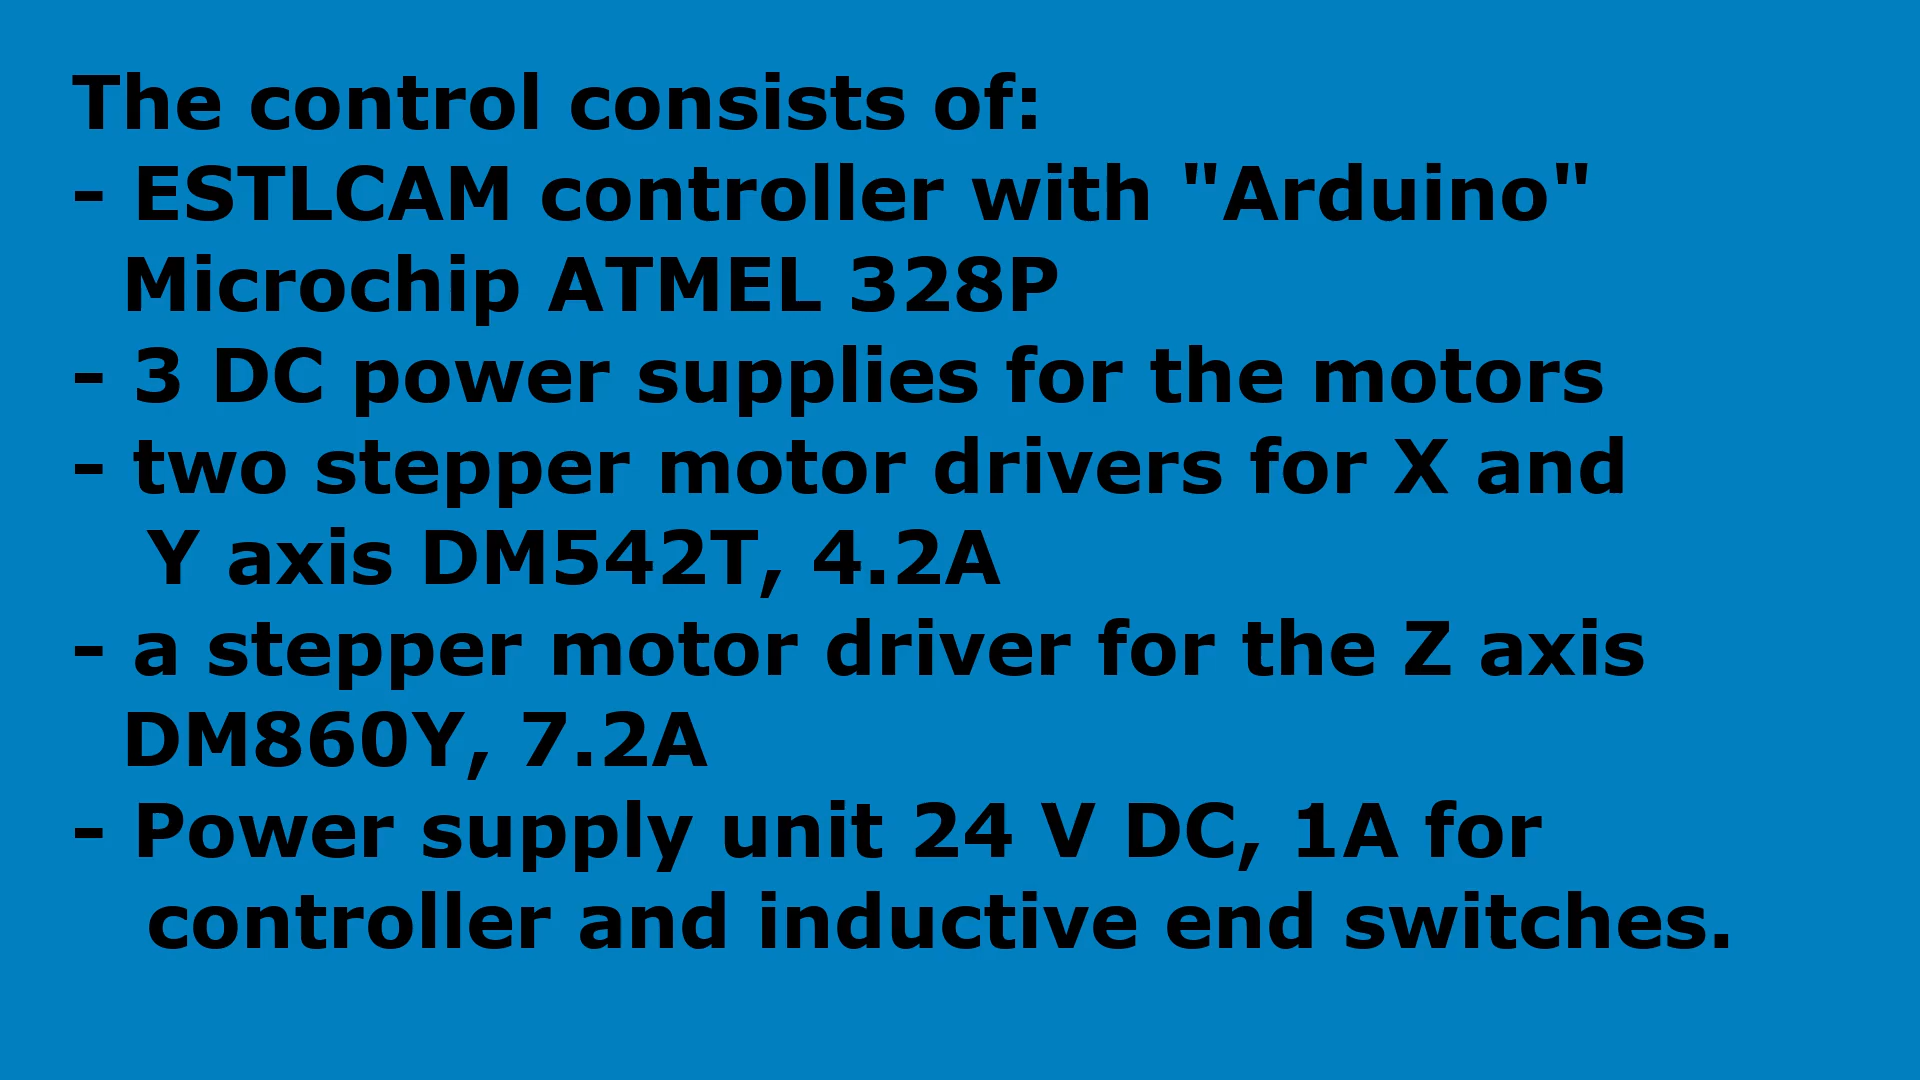 The control consists of:
- ESTLCAM controller with "Arduino"
Microchip ATMEL 328P
- 3 DC power supplies for the motors
- two stepper motor drivers for X and
Y axis DM542T, 4.2A
- a stepper motor driver for the Z axis
DM860Y, 7.2A
- Power supply unit 24 V DC, 1A for
controller and inductive end switches.